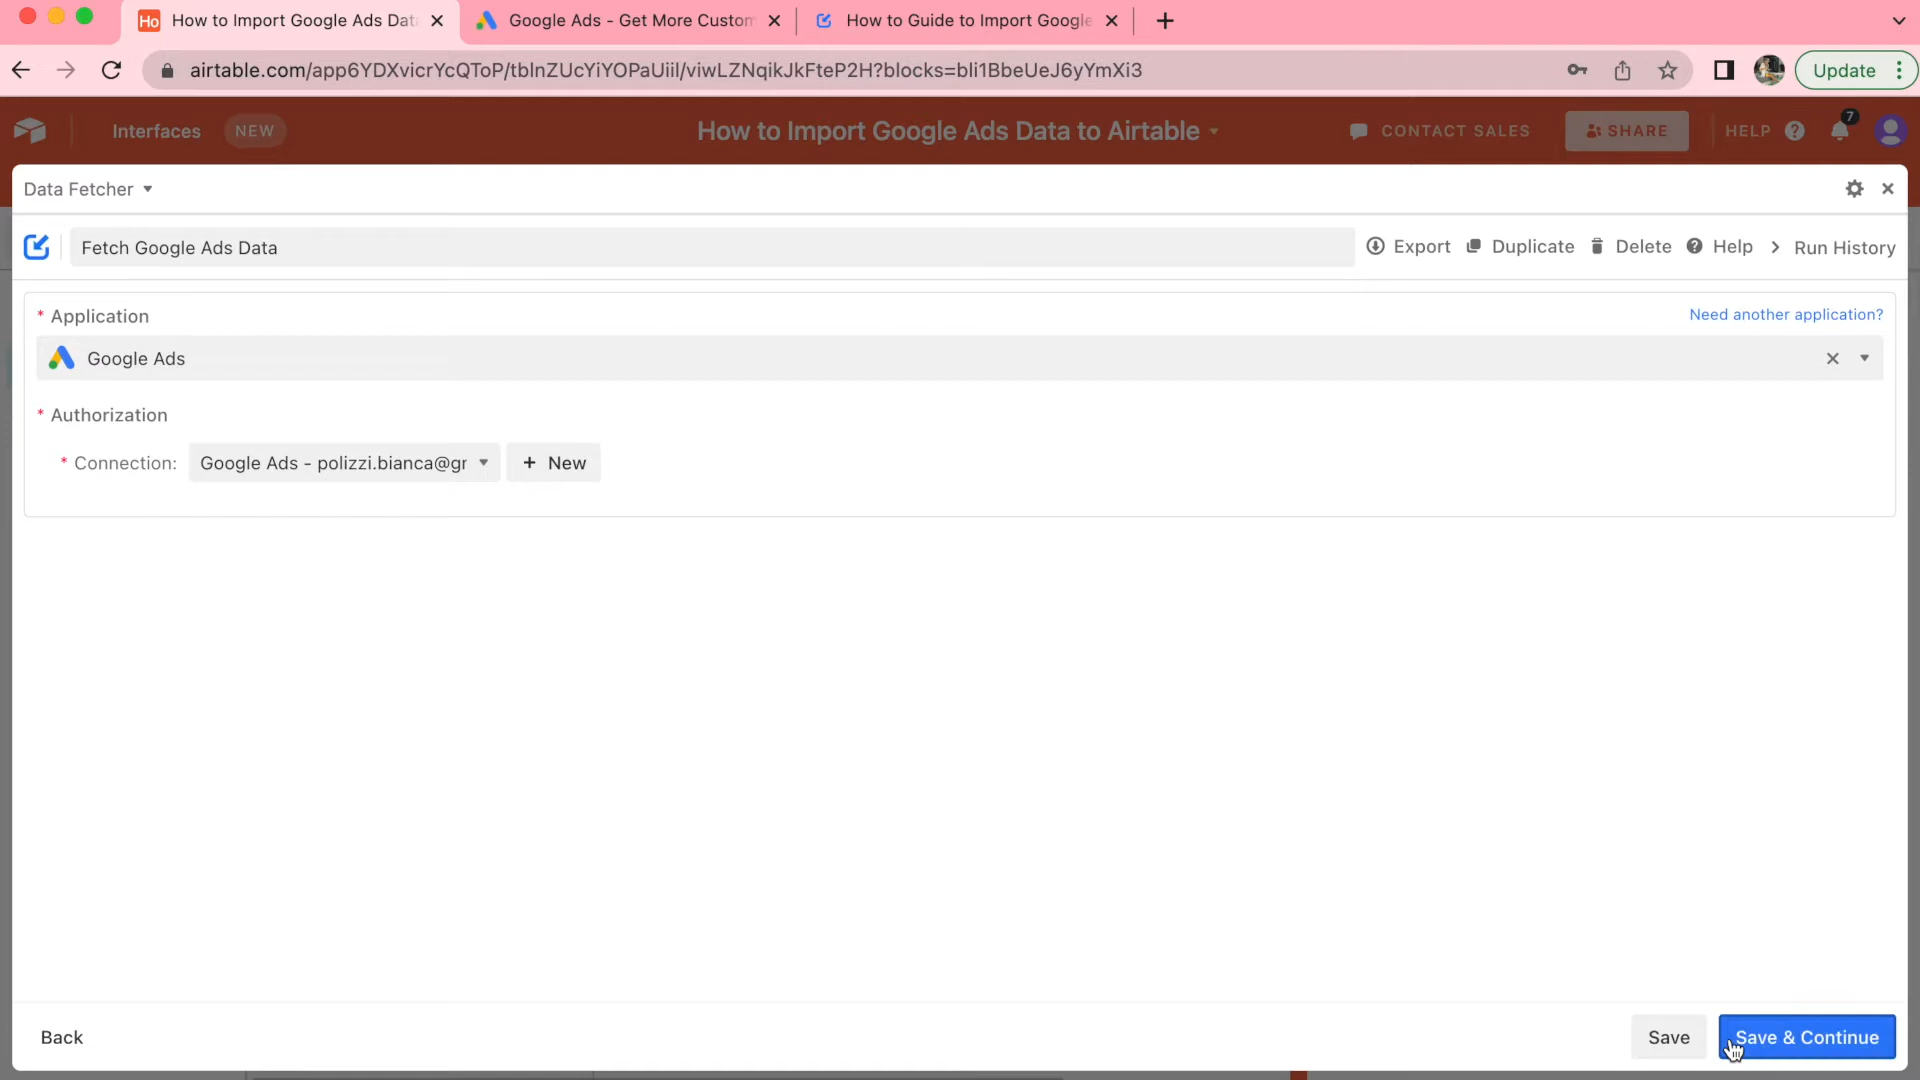 Ho How to Import Google Ads Dat
Google Ads - Get More Custom
How to Guide to Import Google
airtable.com/app6YDXvicrYcQToP/tblnZUcYiYOPaUiil/viwLZNqikJkFteP2H?blocks=bli1BbeUeJ6yYmXi3
Update
Interfaces
NEW
How to Import Google Ads Data to Airtable
CONTACT SALES
SHARE
HELP
7
Data Fetcher
Fetch Google Ads Data
Export
Duplicate
Delete
Help
Run History
* Application
Need another application?
Google Ads
* Authorization
* Connection:
Google Ads - polizzi.bianca@gr
+ New
Back
Save
Save & Continue